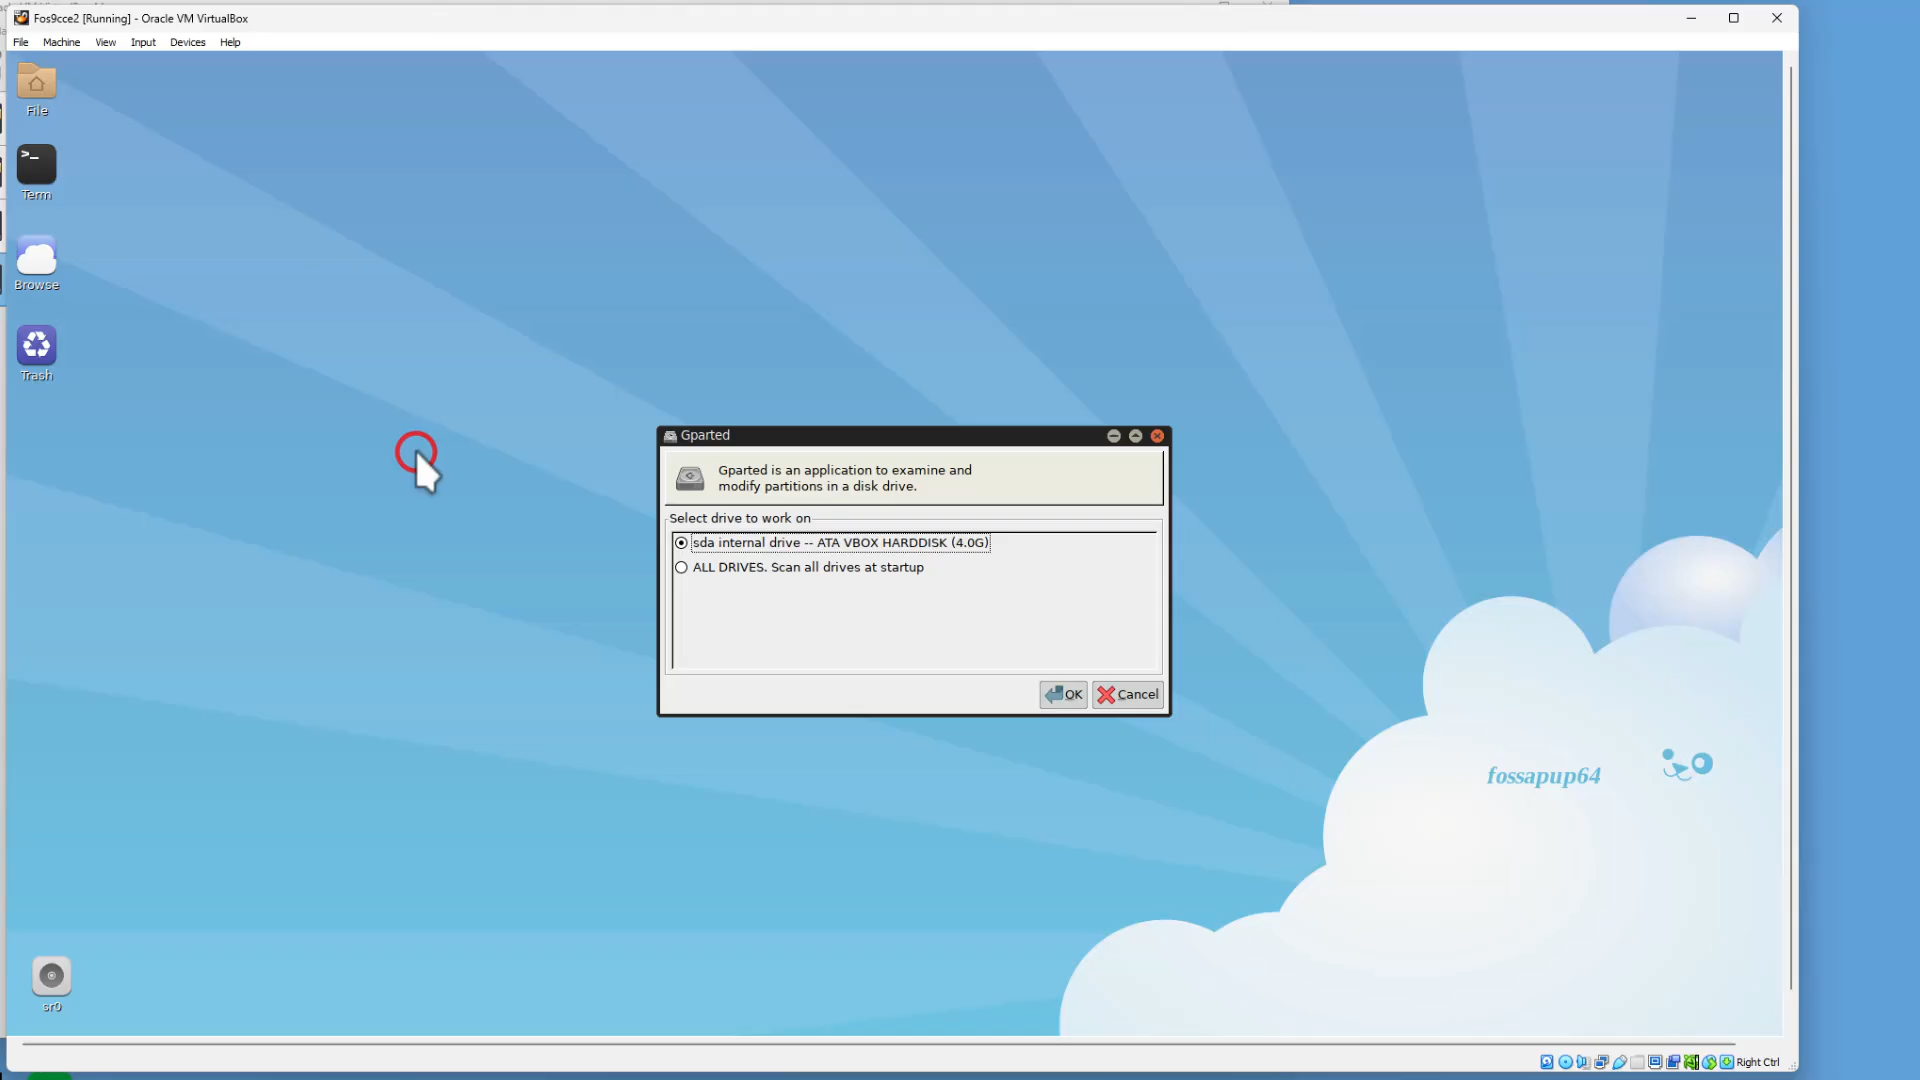 Fos9cce2 [Running] - Oracle VM VirtualBox
File Machine View Input Devices Help
File
Term
Browse
Trash
Gparted
Gparted is an application to examine and
modify partitions in a disk drive.
Select drive to work on
sda internal drive -- ATA VBOX HARDDISK (4.0G)
ALL DRIVES. Scan all drives at startup
OK Cancel
fossapup64
sr0
Right Ctrl